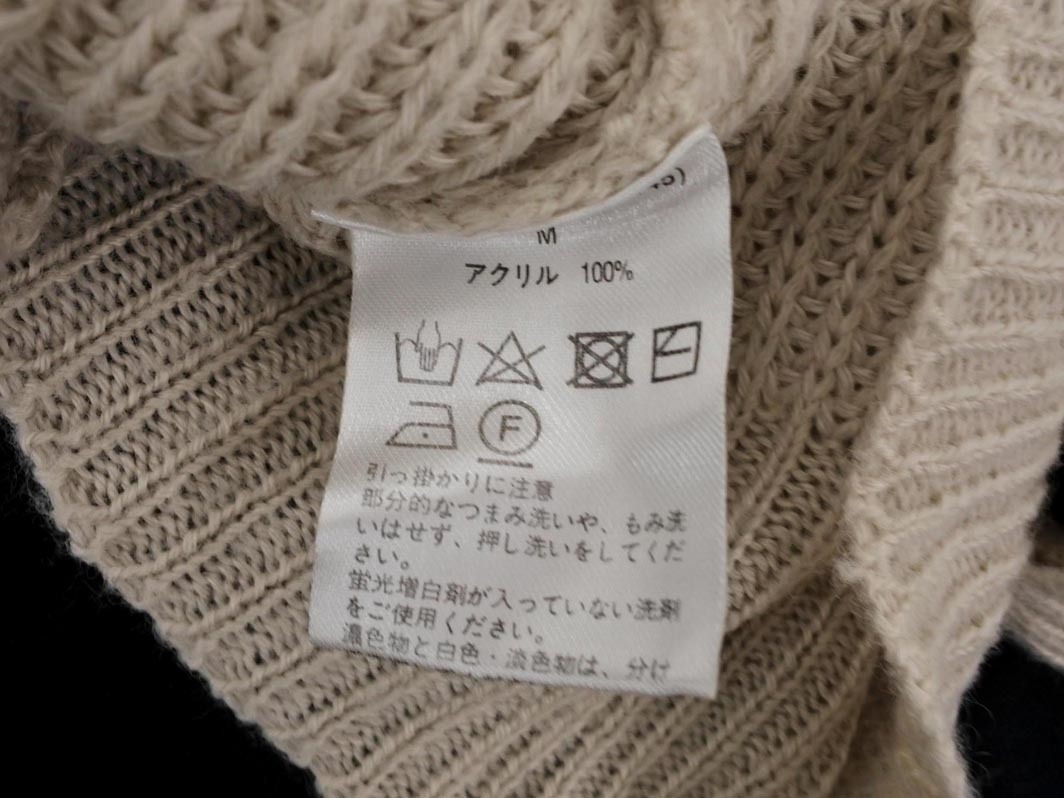 M
アクリル 100%
F
引っ掛かりに注意
部分的なつまみ洗いや、もみ洗
いはせず、押し洗いをしてくだ
さい。
蛍光増白剤が入っていない洗剤
をご使用ください。
濃色物と白色・淡色物は、分け